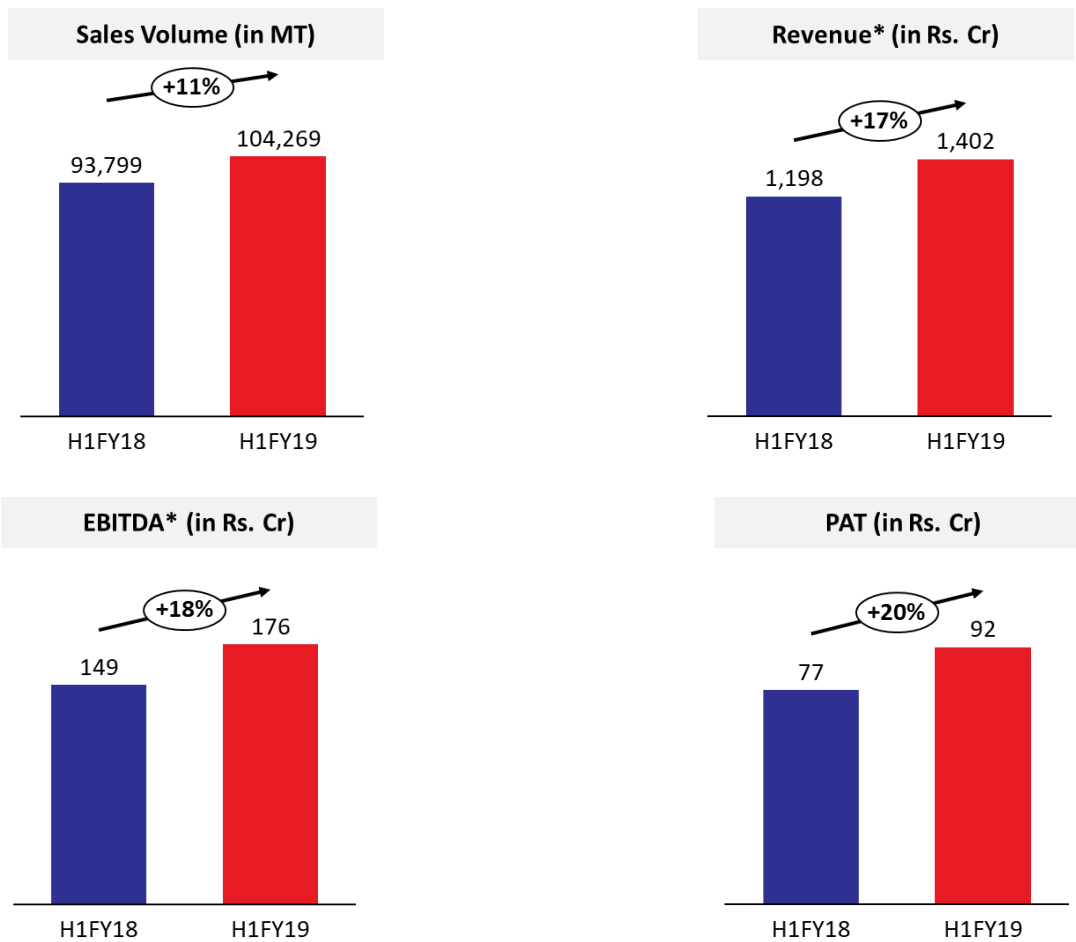 Sales Volume (in MT)
+11%
93,799
104,269
H1FY18
H1FY19
Revenue* (in Rs. Cr)
+17%
1,198
1,402
H1FY18
H1FY19
EBITDA* (in Rs. Cr)
+18%
149
176
H1FY18
H1FY19
PAT (in Rs. Cr)
+20%
77
92
H1FY18
H1FY19